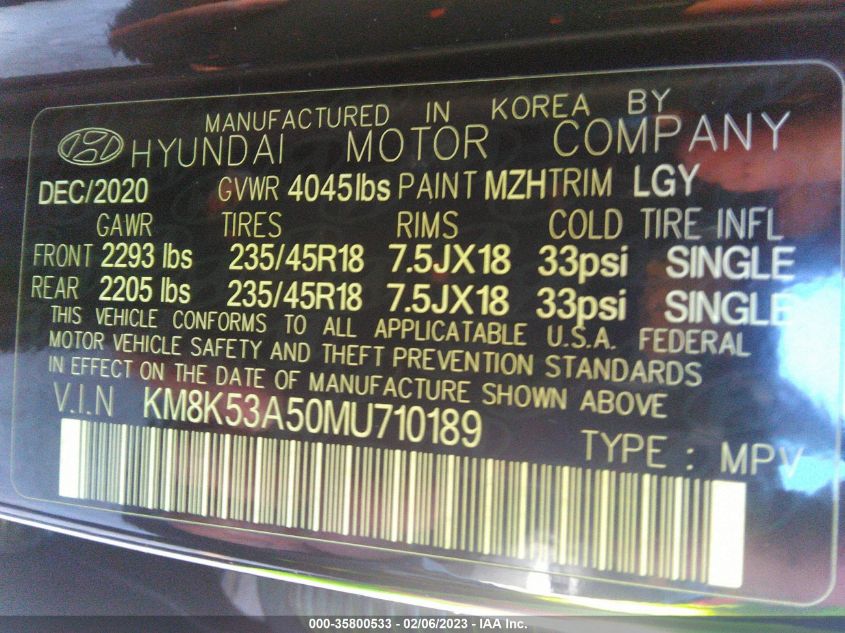 MANUFACTURED IN KOREA BY
HYUNDAI MOTOR COMPANY
DEC/2020 GVWR 4045lbs PAINT MZH TRIM LGY
GAWR TIRES RIMS COLD TIRE INFL
FRONT 2293 lbs 235/45R18 7.5JX18 33psi SINGLE
REAR 2205 lbs 235/45R18 7.5JX18 33psi SINGLE
THIS VEHICLE CONFORMS TO ALL APPLICATABLE U.S.A. FEDERAL
MOTOR VEHICLE SAFETY AND THEFT PREVENTION STANDARDS
IN EFFECT ON THE DATE OF MANUFACTURE SHOWN ABOVE
V.I.N KM8K53A50MU710189
TYPE : MPV
000-35800533 - 02/06/2023 - IAA Inc.